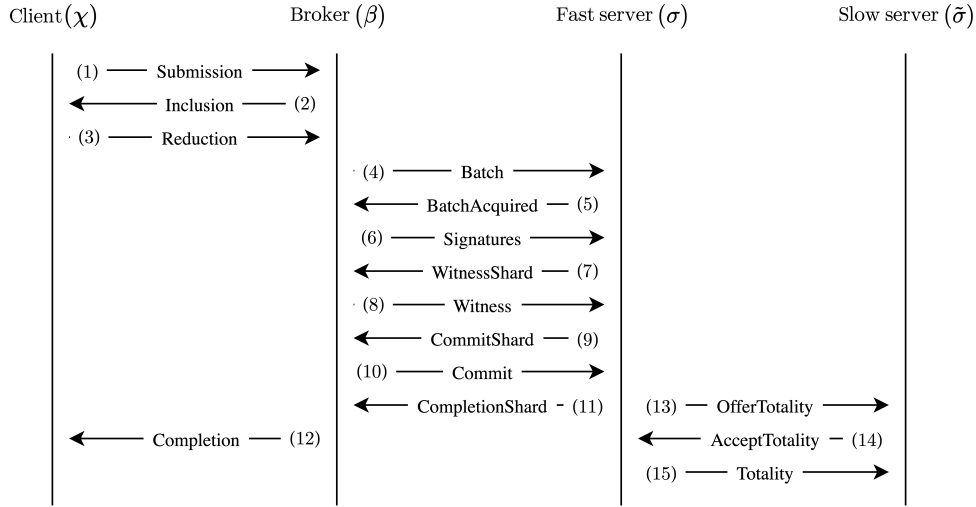 Client (χ) Broker (β) Fast server (σ) Slow server (σ̃)
(1) Submission
Inclusion (2)
(3) Reduction
(4) Batch
BatchAcquired (5)
(6) Signatures
WitnessShard (7)
(8) Witness
CommitShard (9)
(10) Commit
CompletionShard (11) (13) OfferTotality
Completion (12) AcceptTotality (14)
(15) Totality